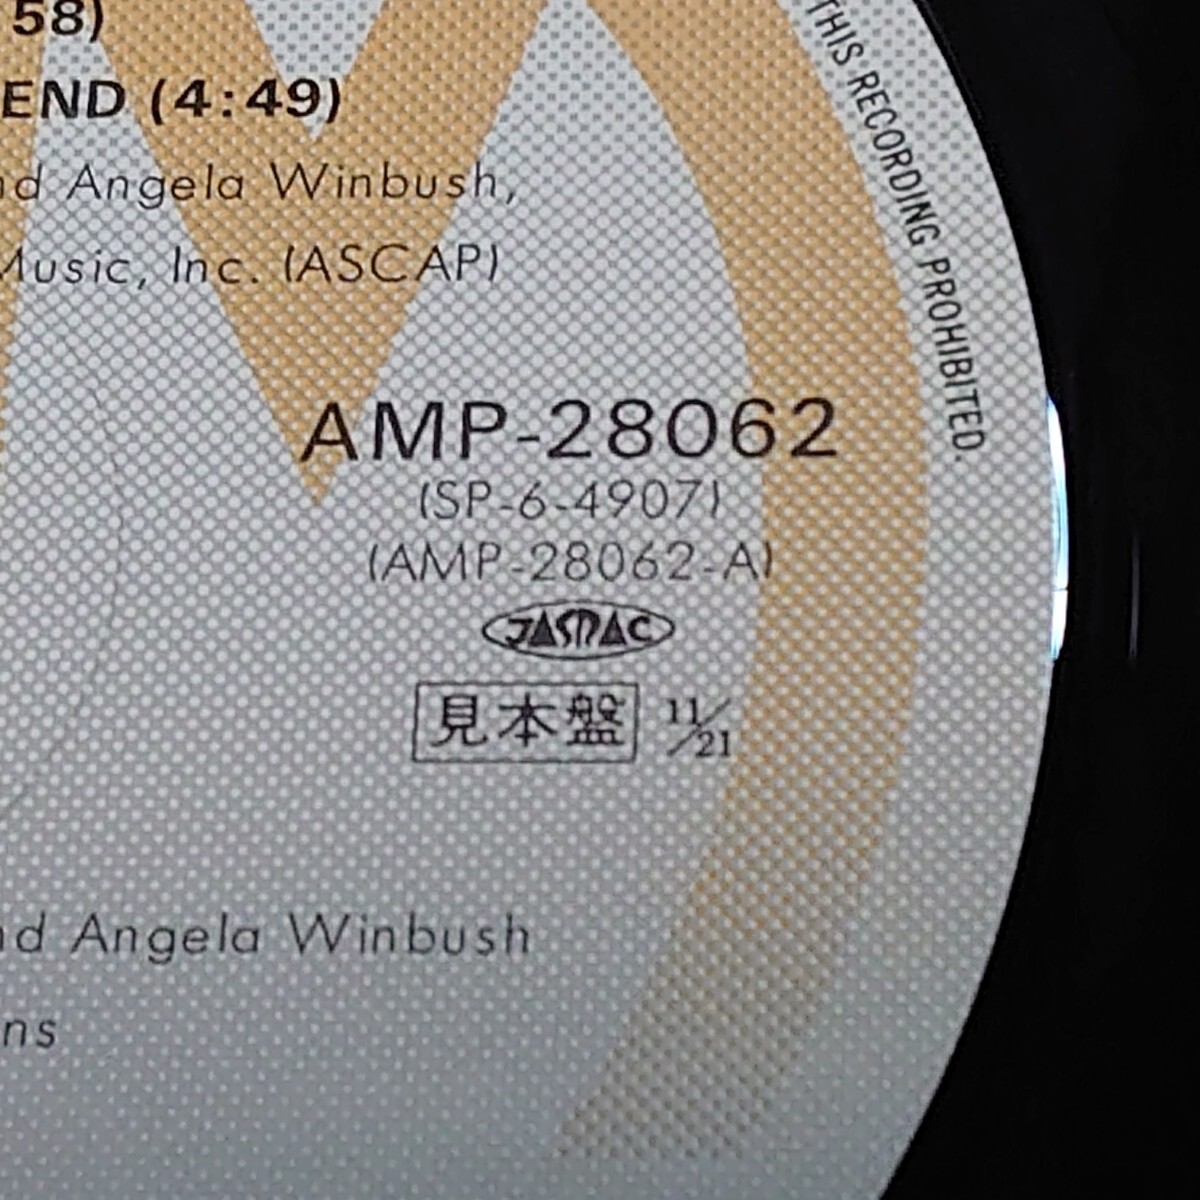 58)
END (4:49)
nd Angela Winbush,
Music, Inc. (ASCAP)
THIS RECORDING PROHIBITED.
AMP-28062
(SP-6-4907)
(AMP-28062-A)
JASRAC
見本盤 11/21
nd Angela Winbush
ns